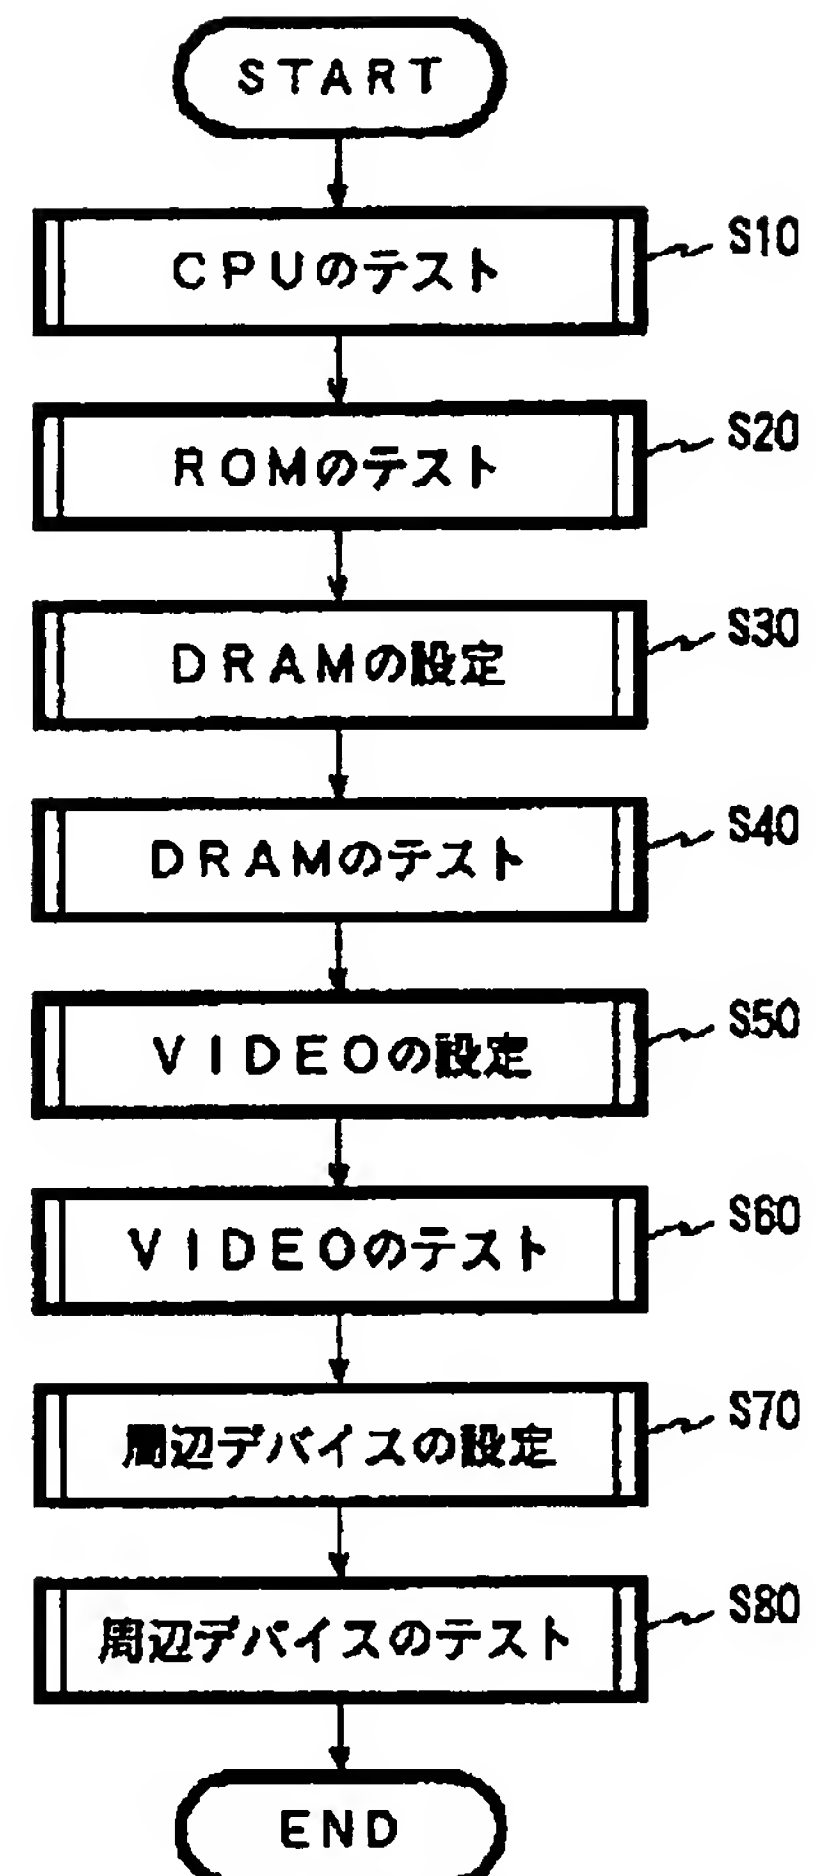 START
CPUのテスト
S10
ROMのテスト
S20
DRAMの設定
S30
DRAMのテスト
S40
VIDEOの設定
S50
VIDEOのテスト
S60
周辺デバイスの設定
S70
周辺デバイスのテスト
S80
END